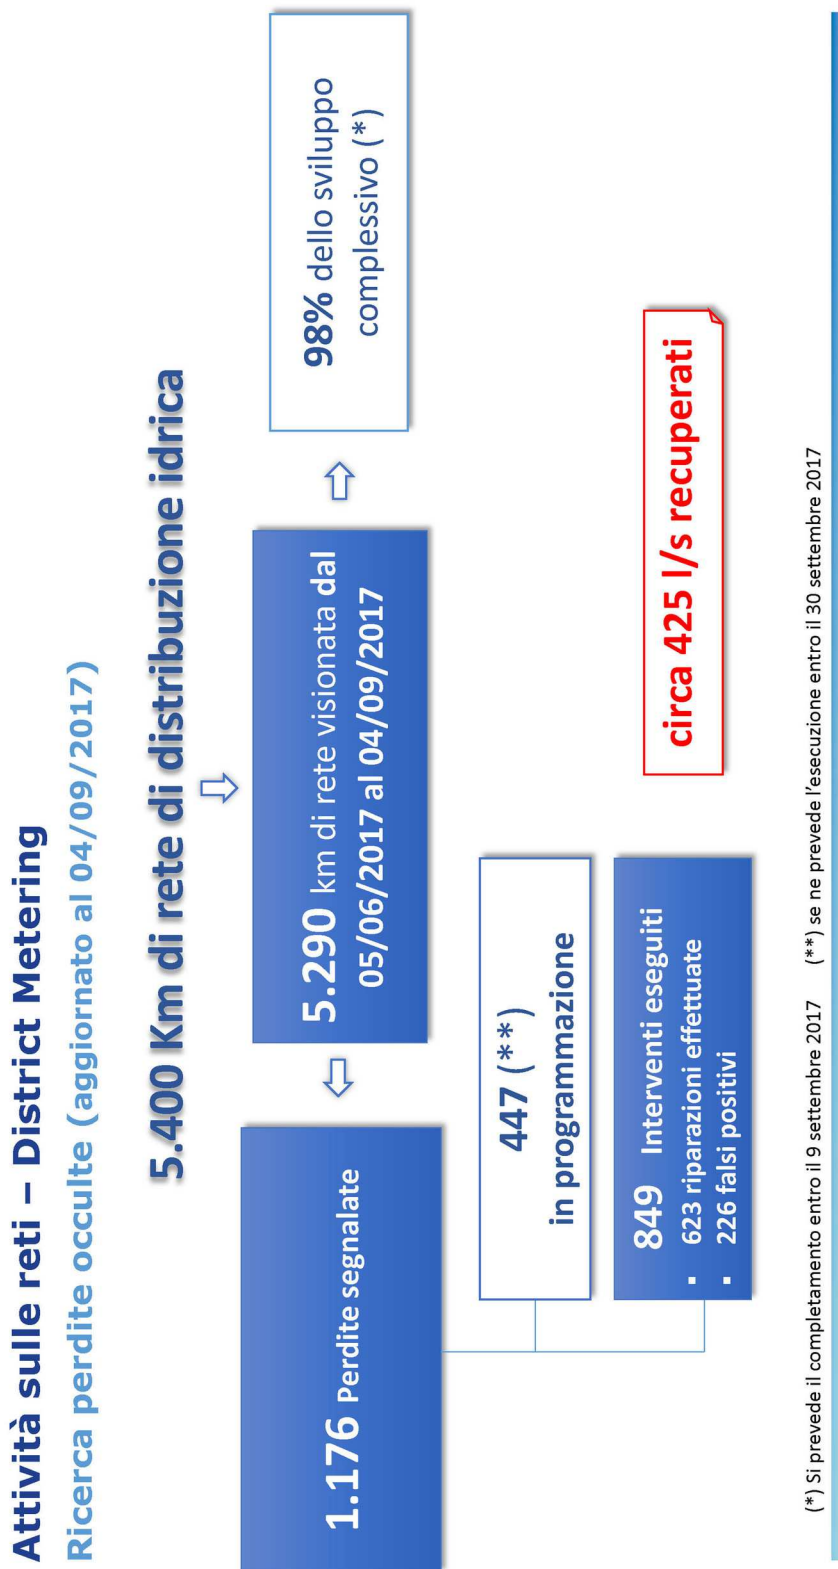 Attività sulle reti – District Metering
Ricerca perdite occulte (aggiornato al 04/09/2017)
5.400 Km di rete di distribuzione idrica
1.176 Perdite segnalate
5.290 km di rete visionata dal
05/06/2017 al 04/09/2017
98% dello sviluppo
complessivo (*)
447 (**)
in programmazione
849 Interventi eseguiti
▪ 623 riparazioni effettuate
▪ 226 falsi positivi
circa 425 l/s recuperati
(*) Si prevede il completamento entro il 9 settembre 2017 (**) se ne prevede l'esecuzione entro il 30 settembre 2017